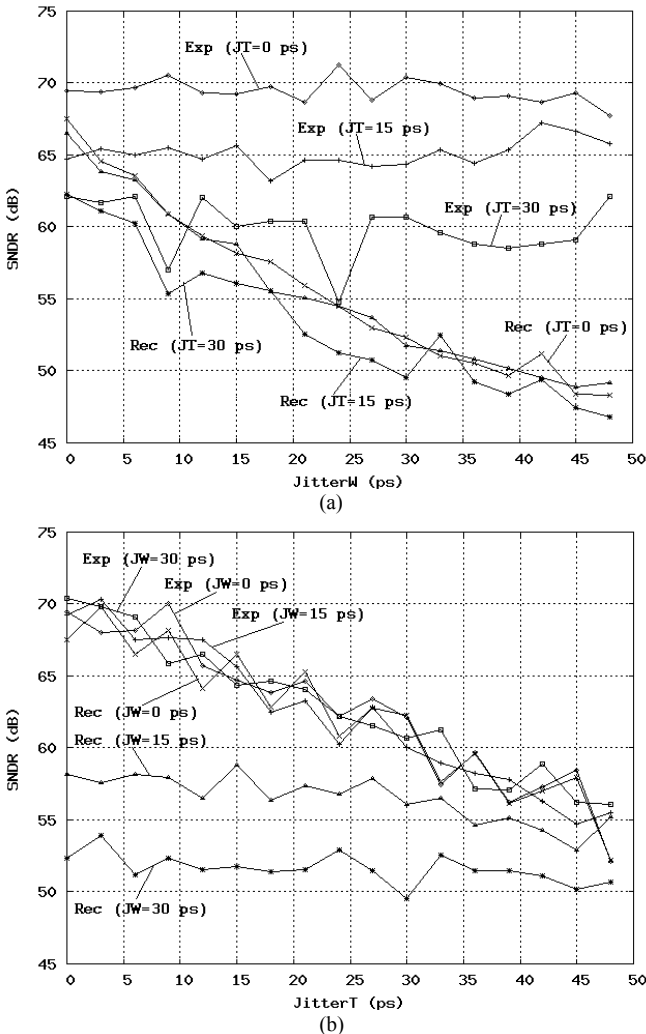 75
Exp (JT=0 ps)
70
Exp (JT=15 ps)
65
60
Exp (JT=30 ps)
SNDR (dB)
55
Rec (JT=30 ps)
Rec (JT=0 ps)
50
Rec (JT=15 ps)
45
0 5 10 15 20 25 30 35 40 45 50
JitterW (ps)
(a)
75
Exp (JW=30 ps)
Exp (JW=0 ps)
70
Exp (JW=15 ps)
65
Rec (JW=0 ps)
SNDR (dB)
Rec (JW=15 ps)
60
55
50
Rec (JW=30 ps)
45
0 5 10 15 20 25 30 35 40 45 50
JitterT (ps)
(b)